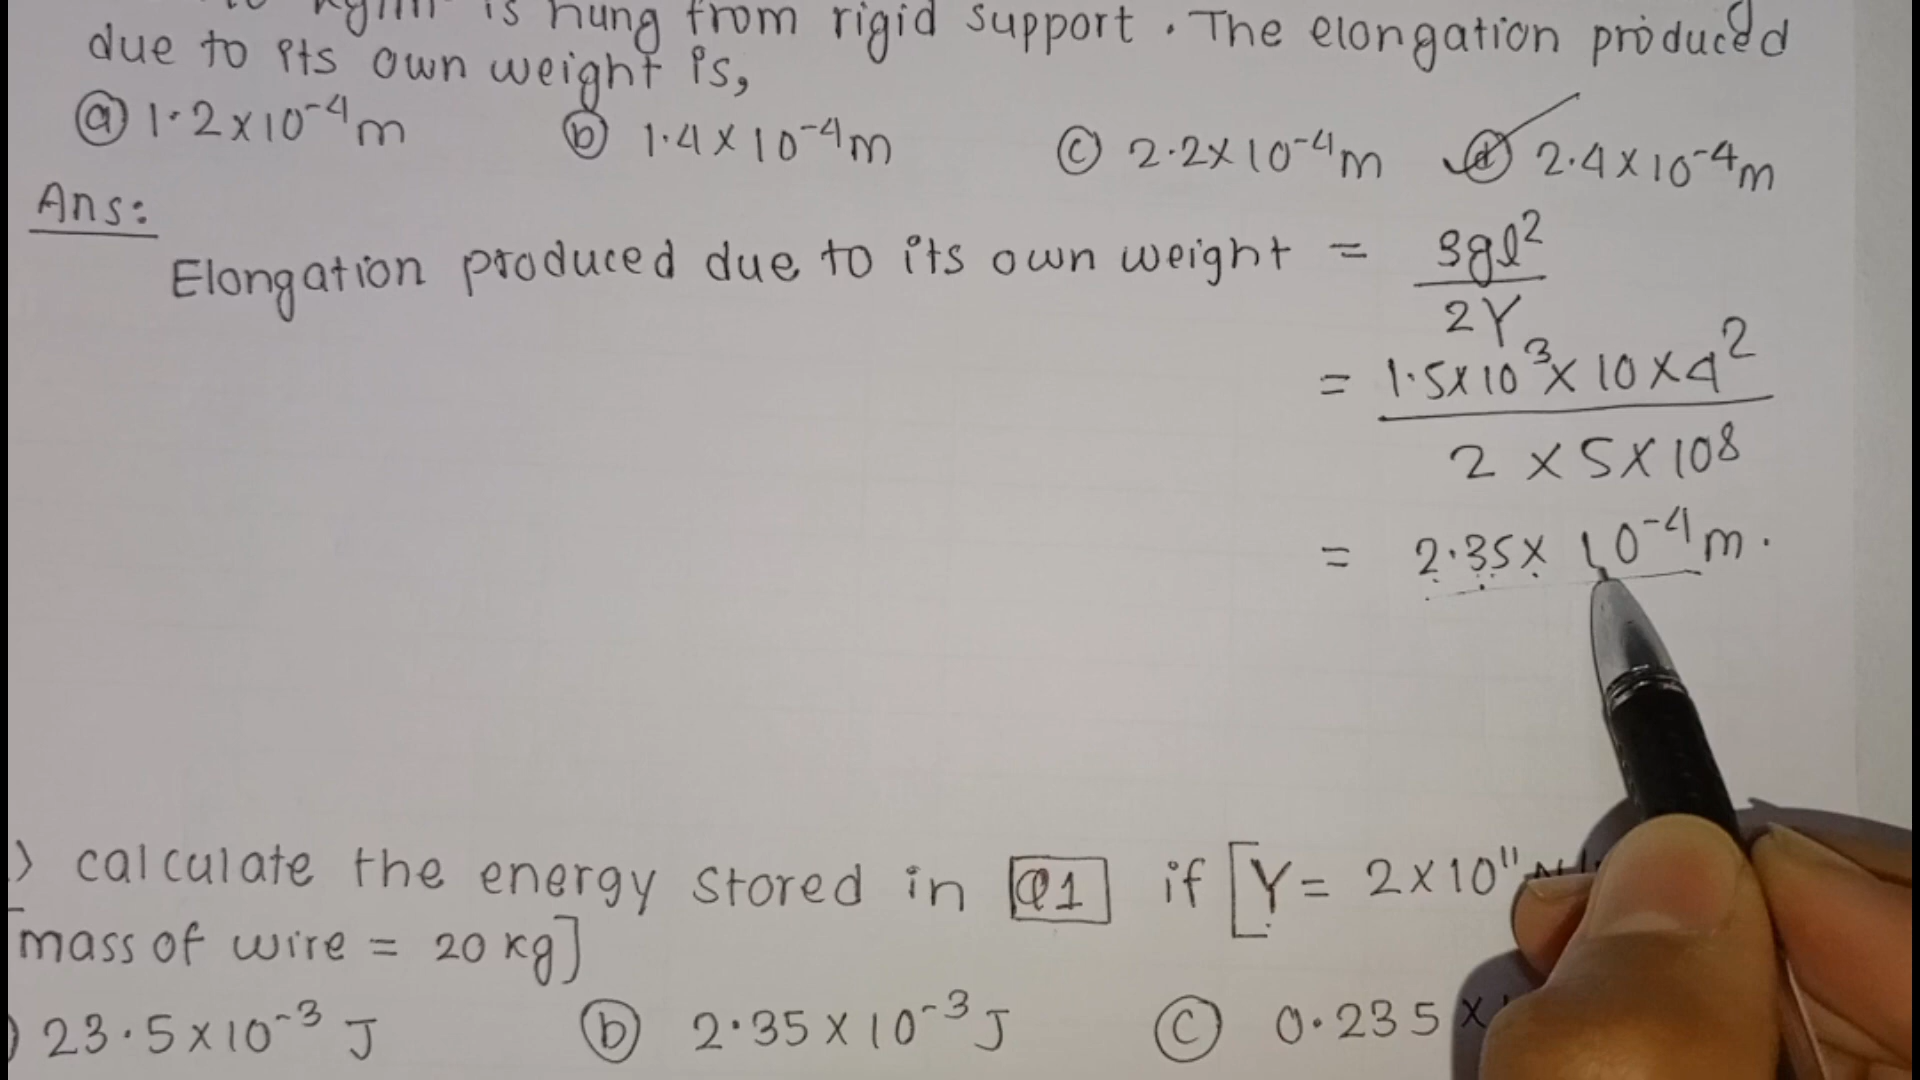 is hung from rigid support. The elongation produced
due to its own weight is,
(a) 1.2×10⁻⁴m (b) 1.4×10⁻⁴m (c) 2.2×10⁻⁴m (d) 2.4×10⁻⁴m
Ans:
Elongation produced due to its own weight = ρgl²/2Y
= 1.5×10³×10×4² / 2×5×10⁸
= 2.35×10⁻⁴m.
) calculate the energy stored in Q1 if [Y= 2×10¹¹
[mass of wire = 20 kg]
) 23.5×10⁻³ J (b) 2.35×10⁻³J (c) 0.235×